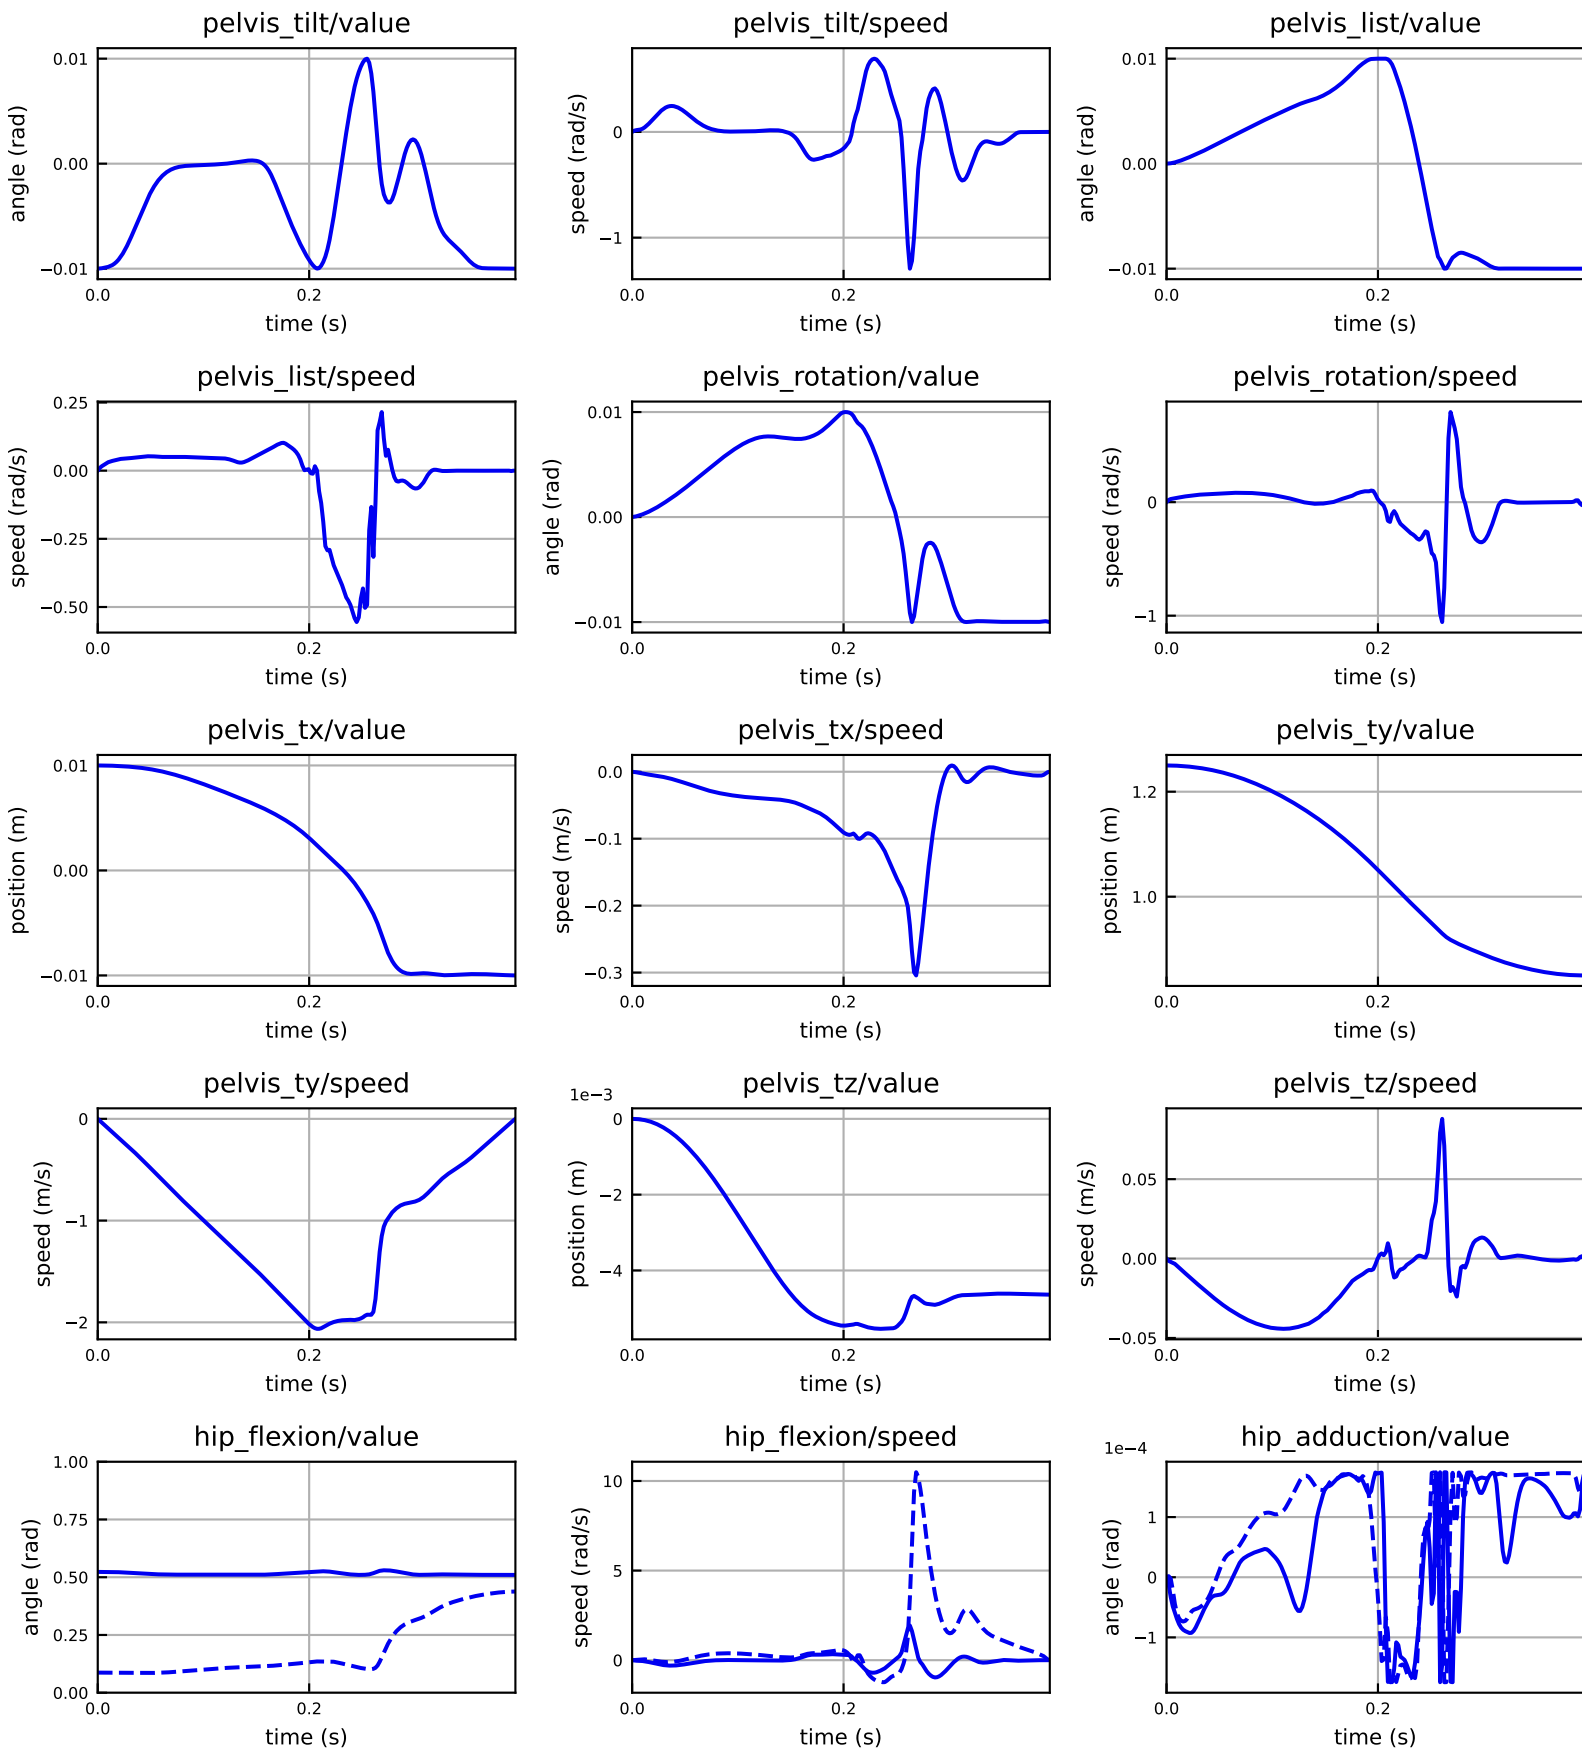 pelvis_tilt/value
pelvis_tilt/speed
pelvis_list/value
0.01
0.00
−0.01
angle (rad)
0.0
0.2
time (s)
0
−1
speed (rad/s)
0.0
0.2
time (s)
0.01
0.00
−0.01
angle (rad)
0.0
0.2
time (s)
pelvis_list/speed
pelvis_rotation/value
pelvis_rotation/speed
0.25
0.00
−0.25
−0.50
speed (rad/s)
0.0
0.2
time (s)
0.01
0.00
−0.01
angle (rad)
0.0
0.2
time (s)
0
−1
speed (rad/s)
0.0
0.2
time (s)
pelvis_tx/value
pelvis_tx/speed
pelvis_ty/value
0.01
0.00
−0.01
position (m)
0.0
0.2
time (s)
0.0
−0.1
−0.2
−0.3
speed (m/s)
0.0
0.2
time (s)
1.2
1.0
position (m)
0.0
0.2
time (s)
pelvis_ty/speed
pelvis_tz/value
pelvis_tz/speed
0
−1
−2
speed (m/s)
0.0
0.2
time (s)
1e−3
0
−2
−4
position (m)
0.0
0.2
time (s)
0.05
0.00
−0.05
speed (m/s)
0.0
0.2
time (s)
hip_flexion/value
hip_flexion/speed
hip_adduction/value
1.00
0.75
0.50
0.25
0.00
angle (rad)
0.0
0.2
time (s)
10
5
0
speed (rad/s)
0.0
0.2
time (s)
1e−4
1
0
−1
angle (rad)
0.0
0.2
time (s)